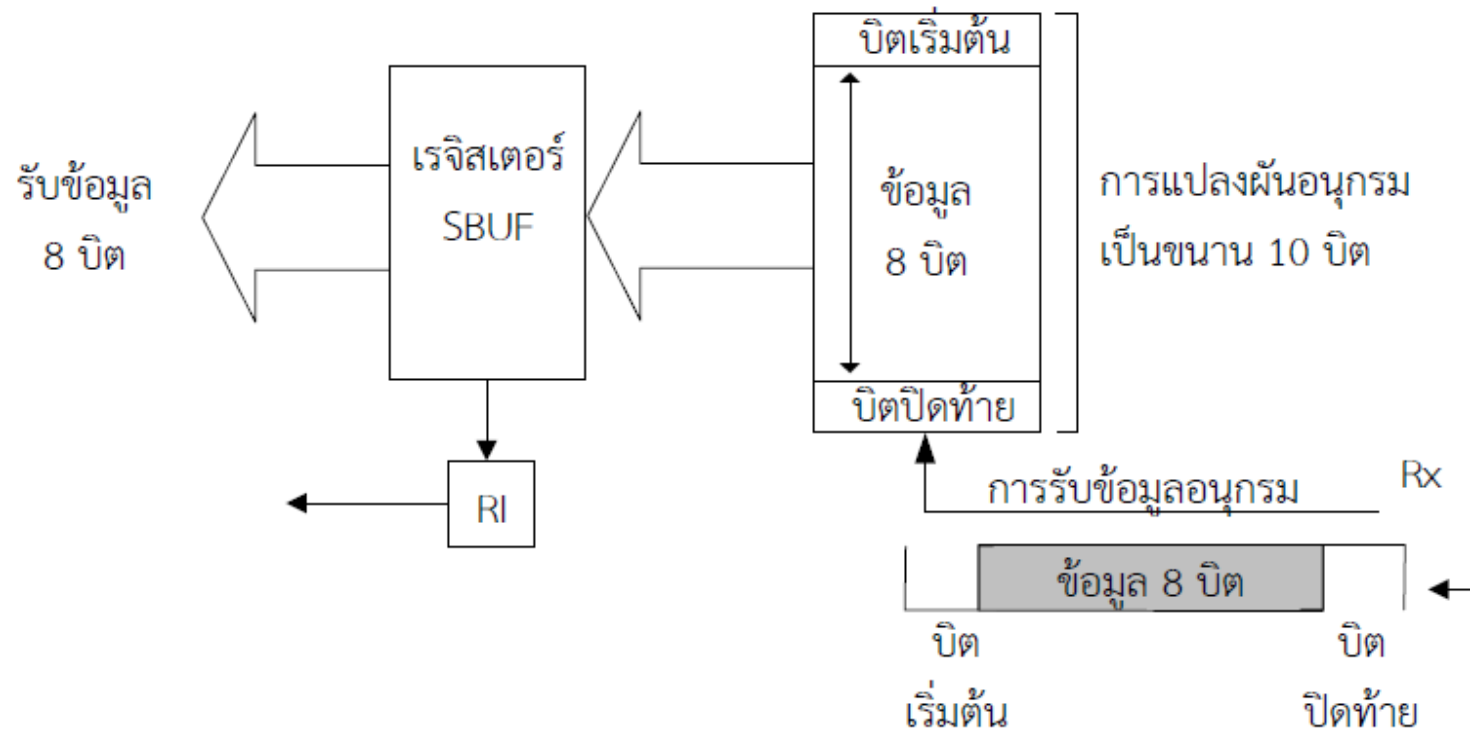 บิตเริ่มต้น
เรจิสเตอร์
SBUF
รับข้อมูล
8 บิต
ข้อมูล
8 บิต
การแปลงผันอนุกรม
เป็นขนาน 10 บิต
บิตปิดท้าย
RI
การรับข้อมูลอนุกรม
Rx
ข้อมูล 8 บิต
บิต
เริ่มต้น
บิต
ปิดท้าย